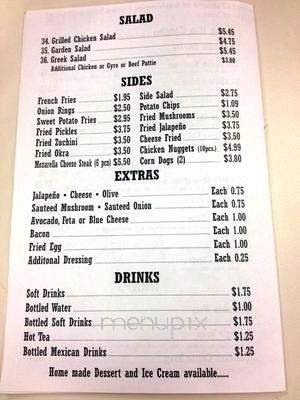 SALAD
34. Grilled Chicken Salad $5.45
35. Garden Salad $4.75
36. Greek Salad $5.45
Additional Chicken or Gyro or Beef Pattie $3.00
SIDES
French Fries $1.95
Onion Rings $2.50
Sweet Potato Fries $2.95
Fried Pickles $3.75
Fried Zuchini $3.50
Fried Okra $3.50
Mozarella Cheese Steak (6 pcs) $5.50
Side Salad $2.75
Potato Chips $1.09
Fried Mushrooms $3.50
Fried Jalapeño $3.75
Cheese Fried $3.50
Chicken Nuggets (10pcs.) $4.99
Corn Dogs (2) $3.80
EXTRAS
Jalapeño • Cheese • Olive Each 0.75
Sauteed Mushroom • Sauteed Onion Each 0.75
Avocado, Feta or Blue Cheese Each 1.00
Bacon Each 1.00
Fried Egg Each 1.00
Additonal Dressing Each 0.25
DRINKS
Soft Drinks $1.75
Bottled Water $1.00
Bottled Soft Drinks $1.75
menupix
Hot Tea $1.25
Bottled Mexican Drinks $1.25
Home made Dessert and Ice Cream available.....